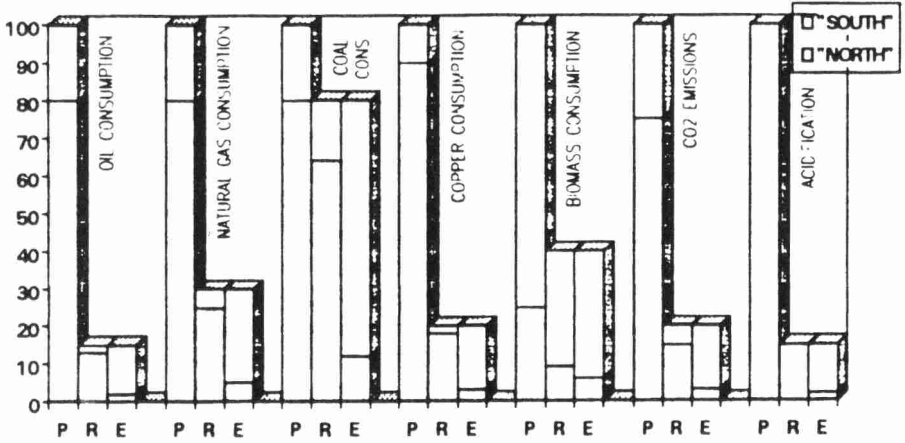 "SOUTH"
"NORTH"
100
90
80
70
60
50
40
30
20
10
0
OIL CONSUMPTION
NATURAL GAS CONSUMPTION
COAL
CONS
COPPER CONSUMPTION
BIOMASS CONSUMPTION
CO2 EMISSIONS
ACIDIFICATION
P R E P R E P R E P R E P R E P R E P R E